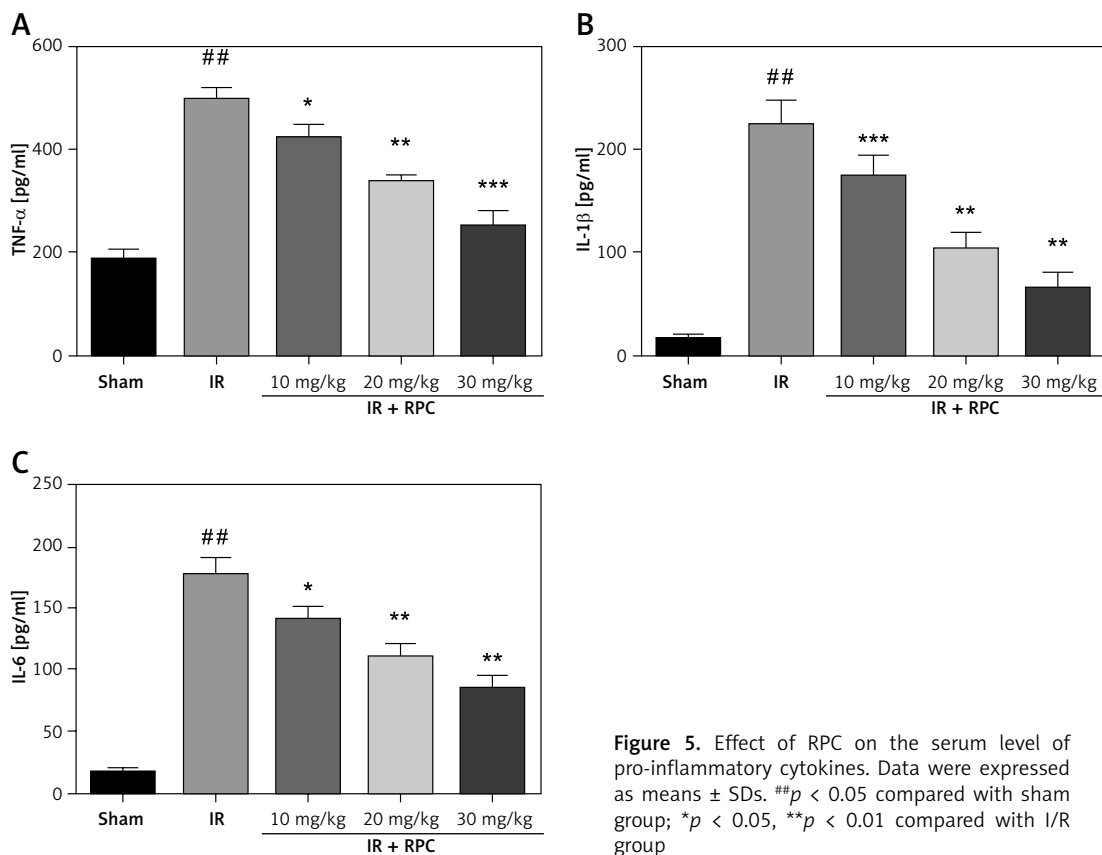 A
TNF-α [pg/ml]
600
400
200
0
##
*
**
***
Sham IR 10 mg/kg 20 mg/kg 30 mg/kg
IR + RPC
B
IL-1β [pg/ml]
300
200
100
0
##
***
**
**
Sham IR 10 mg/kg 20 mg/kg 30 mg/kg
IR + RPC
C
IL-6 [pg/ml]
250
200
150
100
50
0
##
*
**
**
Sham IR 10 mg/kg 20 mg/kg 30 mg/kg
IR + RPC
Figure 5. Effect of RPC on the serum level of
pro-inflammatory cytokines. Data were expressed
as means ± SDs. ##p < 0.05 compared with sham
group; *p < 0.05, **p < 0.01 compared with I/R
group